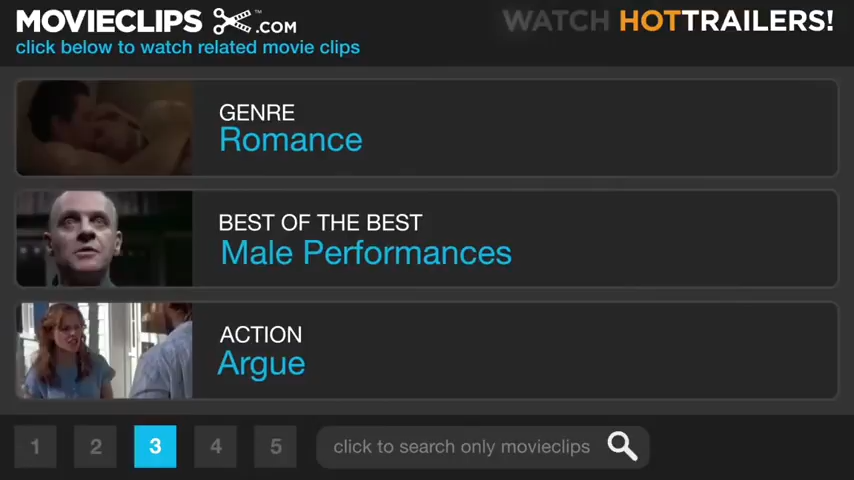 MOVIECLIPS™.COM
WATCH HOTTRAILERS!
click below to watch related movie clips
GENRE
Romance
BEST OF THE BEST
Male Performances
ACTION
Argue
1 2 3 4 5
click to search only movieclips